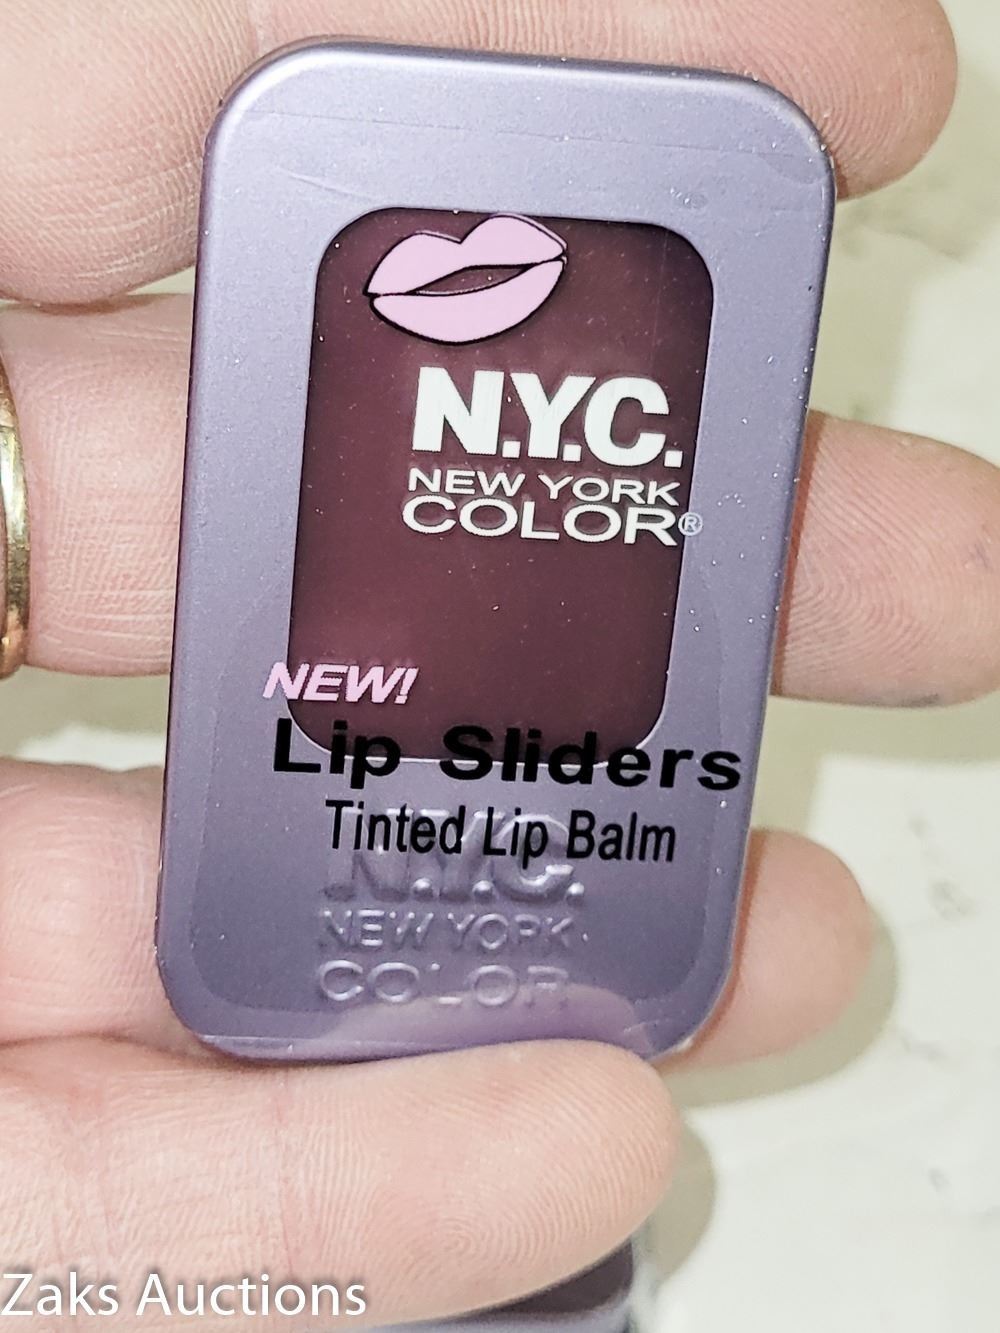 N.Y.C.
NEW YORK
COLOR®
NEW!
Lip Sliders
Tinted Lip Balm
N.Y.C.
NEW YORK
COLOR
Zaks Auctions